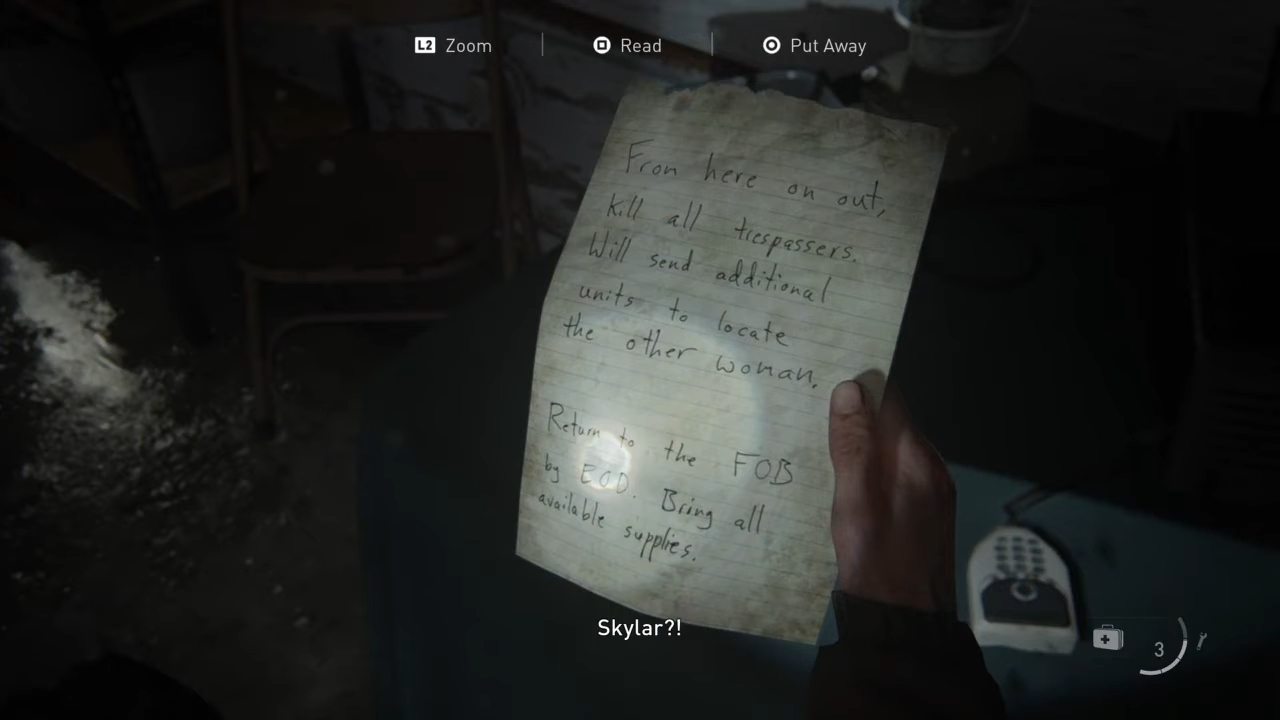 L2 Zoom Read Put Away
From here on out,
kill all trespassers.
Will send additional
units to locate
the other woman.
Return to the FOB
by EOD. Bring all
available supplies.
Skylar?!
3